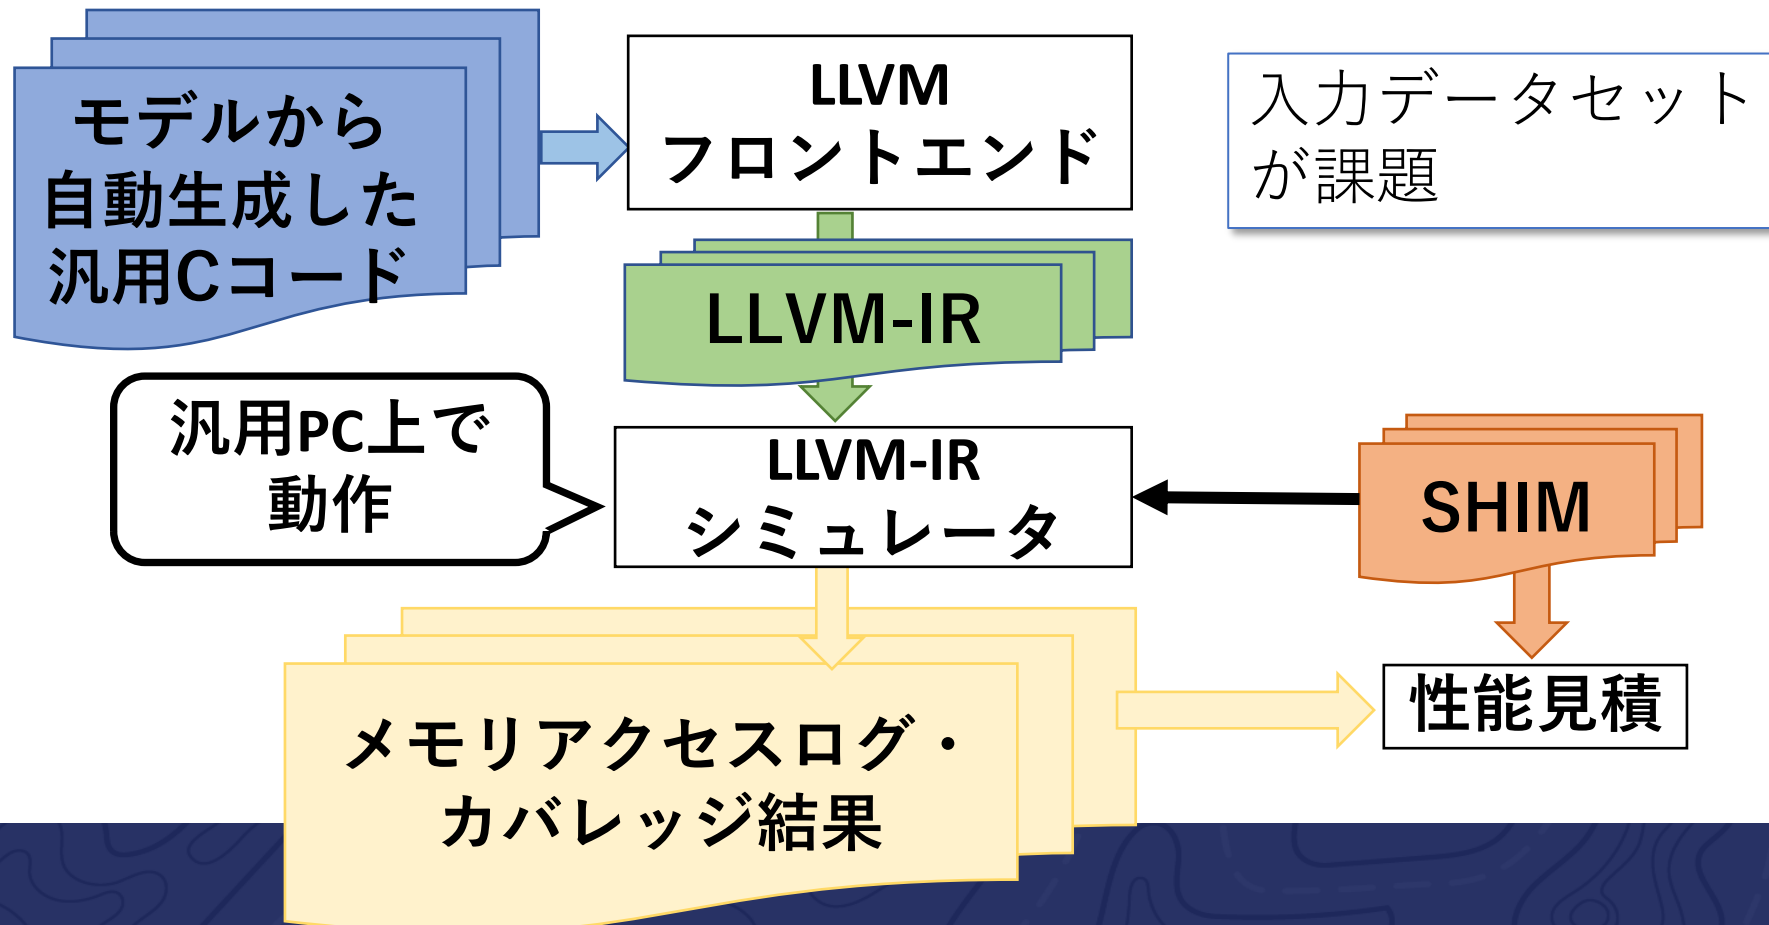 モデルから
自動生成した
汎用Cコード
LLVM
フロントエンド
入力データセット
が課題
LLVM-IR
汎用PC上で
動作
LLVM-IR
シミュレータ
SHIM
メモリアクセスログ・
カバレッジ結果
性能見積